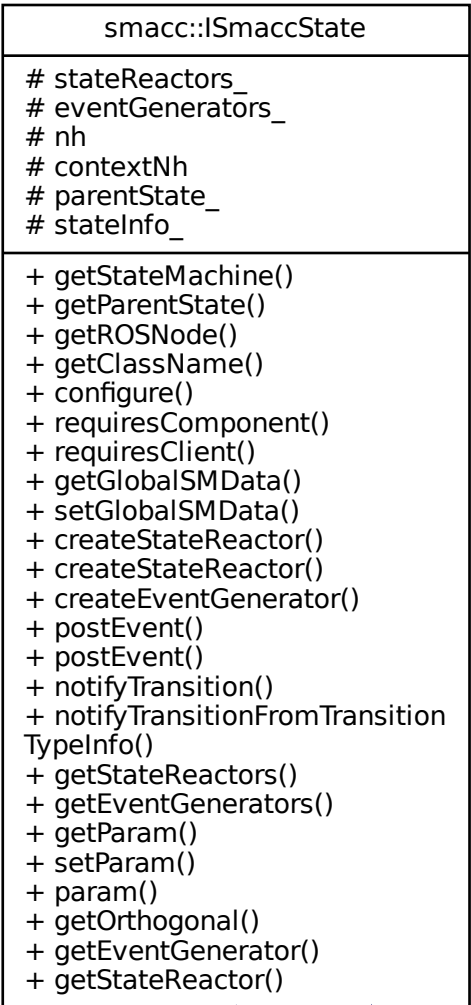 smacc::ISmaccState
# stateReactors_
# eventGenerators_
# nh
# contextNh
# parentState_
# stateInfo_
+ getStateMachine()
+ getParentState()
+ getROSNode()
+ getClassName()
+ configure()
+ requiresComponent()
+ requiresClient()
+ getGlobalSMData()
+ setGlobalSMData()
+ createStateReactor()
+ createStateReactor()
+ createEventGenerator()
+ postEvent()
+ postEvent()
+ notifyTransition()
+ notifyTransitionFromTransition
TypeInfo()
+ getStateReactors()
+ getEventGenerators()
+ getParam()
+ setParam()
+ param()
+ getOrthogonal()
+ getEventGenerator()
+ getStateReactor()